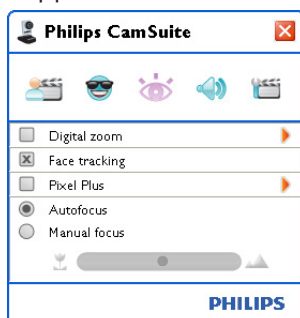 Philips CamSuite
Digital zoom
Face tracking
Pixel Plus
Autofocus
Manual focus
PHILIPS